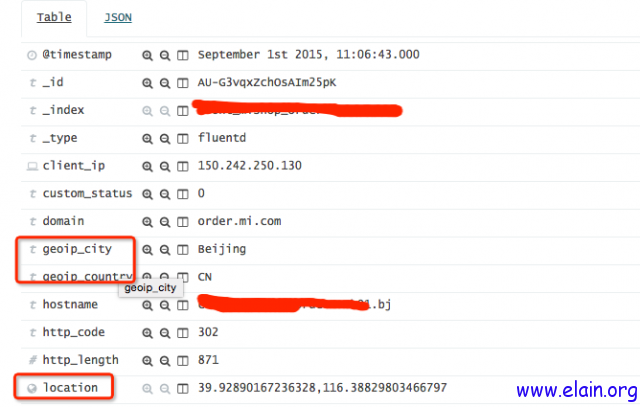 Table JSON
@timestamp September 1st 2015, 11:06:43.000
t _id AU-G3vqxZchOsAIm25pK
t _index
t _type fluentd
client_ip 150.242.250.130
t custom_status 0
t domain order.mi.com
t geoip_city Beijing
t geoip_country CN
geoip_city
t hostname .bj
t http_code 302
# http_length 871
location 39.92890167236328,116.38829803466797
www.elain.org